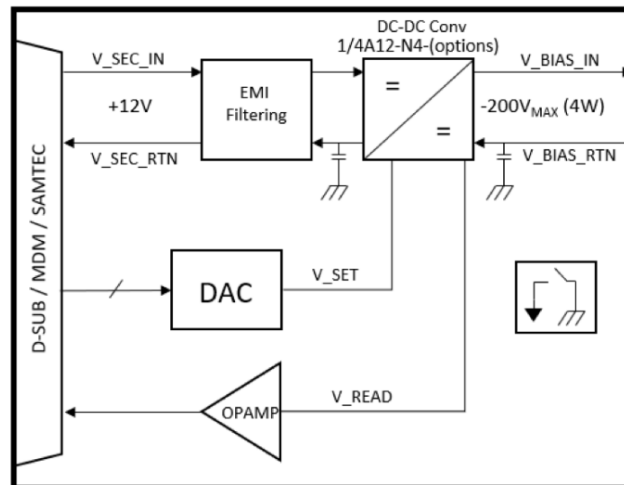 DC-DC Conv
1/4A12-N4-(options)
V_SEC_IN
V_BIAS_IN
+12V
EMI
Filtering
=
=
-200VMAX (4W)
V_SEC_RTN
V_BIAS_RTN
D-SUB / MDM / SAMTEC
DAC
V_SET
OPAMP
V_READ